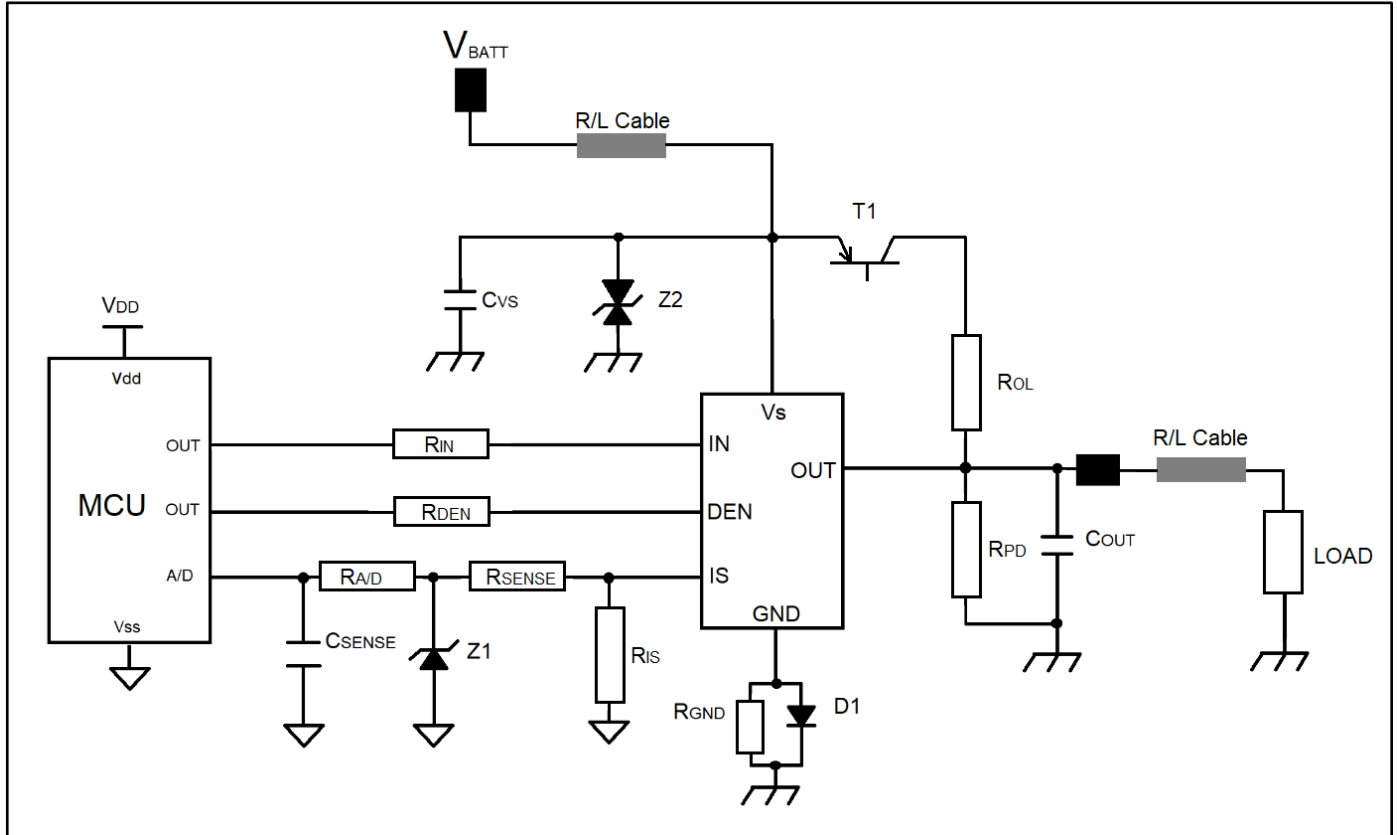 VBATT
R/L Cable
T1
CVS
Z2
VDD
Vdd
ROL
Vs
R/L Cable
OUT
RIN
IN
OUT
MCU
OUT
RDEN
DEN
RPD
COUT
LOAD
A/D
RA/D
RSENSE
IS
GND
Vss
CSENSE
Z1
RIS
RGND
D1